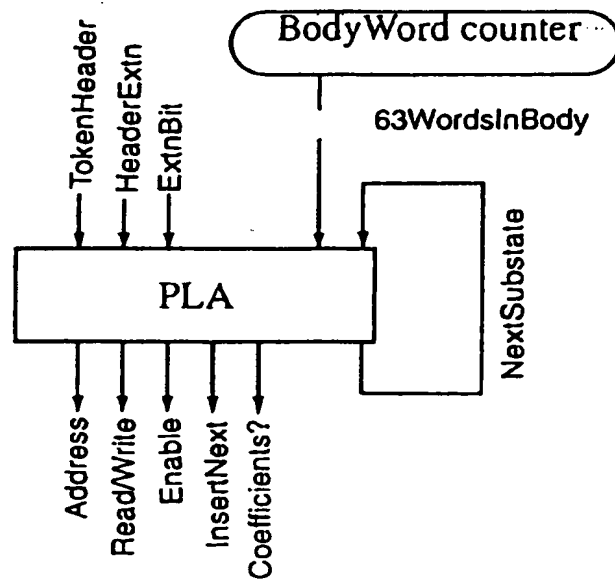 BodyWord counter
63WordsInBody
TokenHeader
HeaderExtn
ExtnBit
PLA
NextSubstate
Address
Read/Write
Enable
InsertNext
Coefficients?